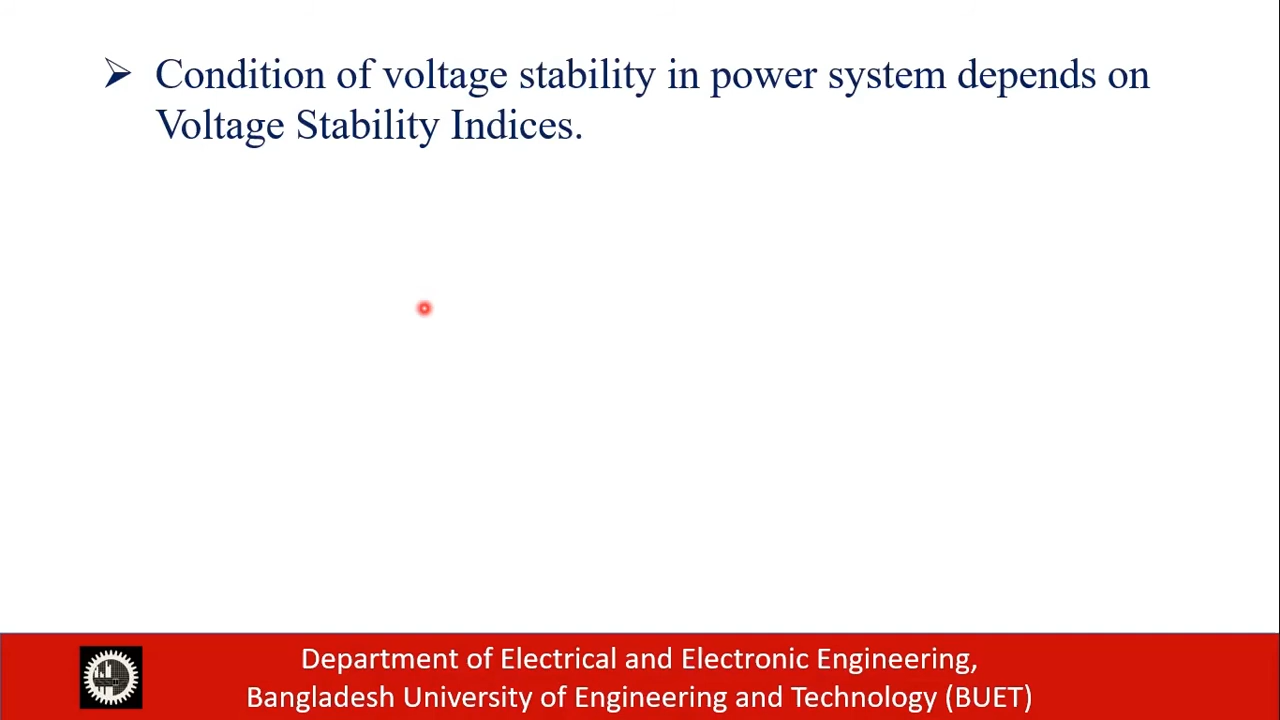 Condition of voltage stability in power system depends on
Voltage Stability Indices.
Department of Electrical and Electronic Engineering,
Bangladesh University of Engineering and Technology (BUET)